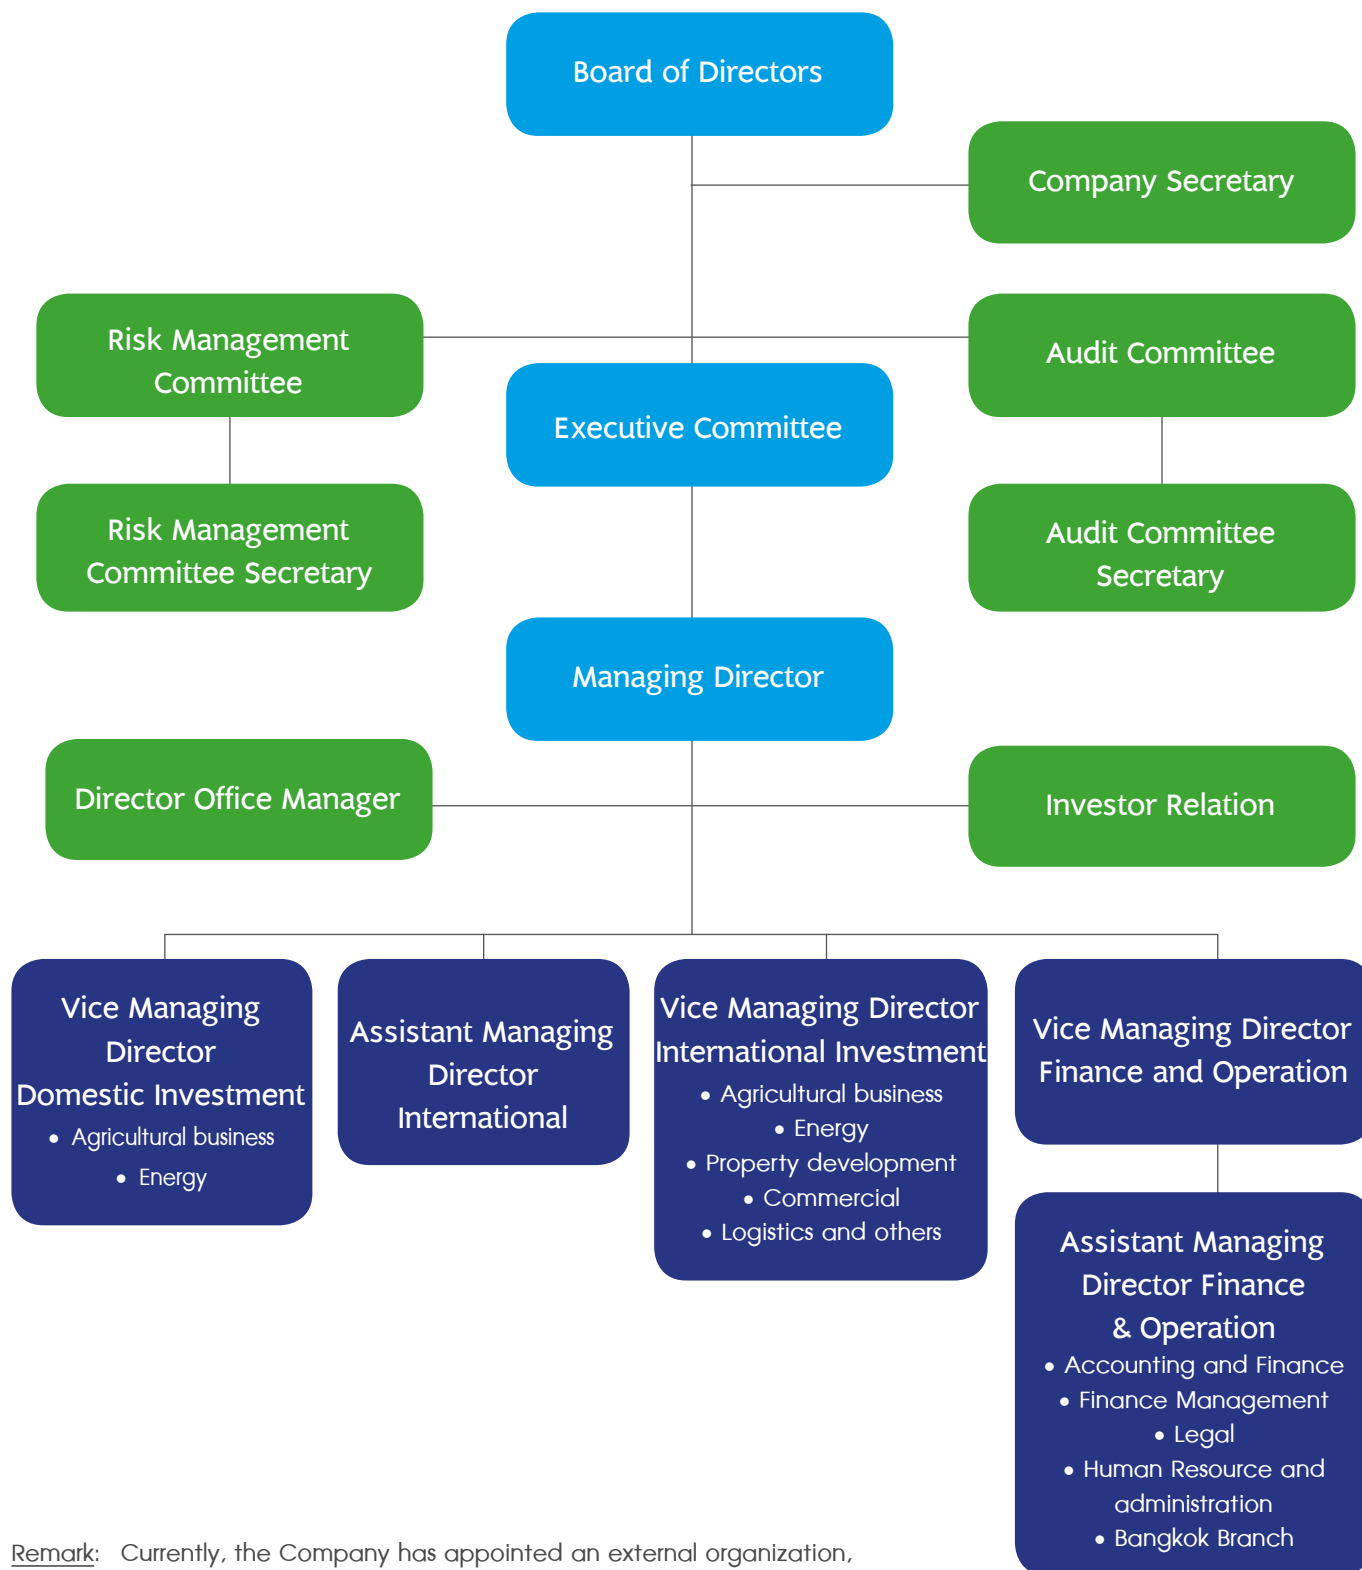 Board of Directors
Company Secretary
Risk Management
Committee
Audit Committee
Executive Committee
Risk Management
Committee Secretary
Audit Committee
Secretary
Managing Director
Director Office Manager
Investor Relation
Vice Managing
Director
Domestic Investment
• Agricultural business
• Energy
Assistant Managing
Director
International
Vice Managing Director
International Investment
• Agricultural business
• Energy
• Property development
• Commercial
• Logistics and others
Vice Managing Director
Finance and Operation
Assistant Managing
Director Finance
& Operation
• Accounting and Finance
• Finance Management
• Legal
• Human Resource and
administration
• Bangkok Branch
Remark: Currently, the Company has appointed an external organization,